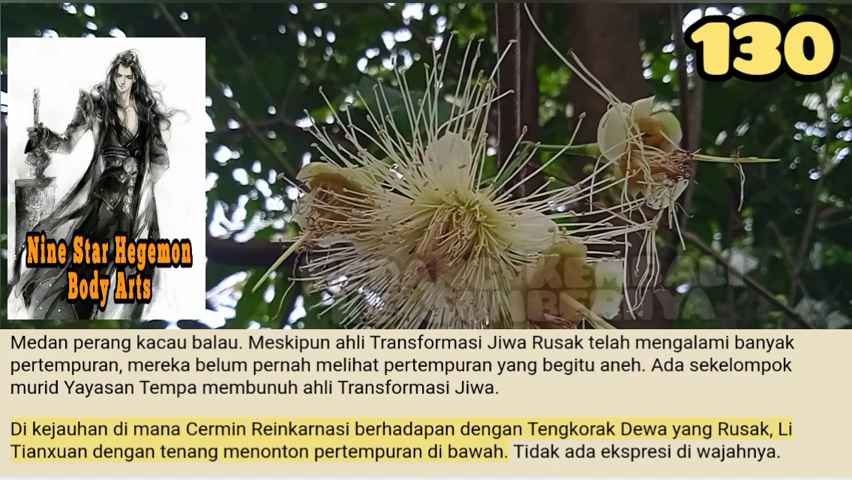 130
Nine Star Hegemon
Body Arts
Medan perang kacau balau. Meskipun ahli Transformasi Jiwa Rusak telah mengalami banyak
pertempuran, mereka belum pernah melihat pertempuran yang begitu aneh. Ada sekelompok
murid Yayasan Tempa membunuh ahli Transformasi Jiwa.
Di kejauhan di mana Cermin Reinkarnasi berhadapan dengan Tengkorak Dewa yang Rusak, Li
Tianxuan dengan tenang menonton pertempuran di bawah. Tidak ada ekspresi di wajahnya.